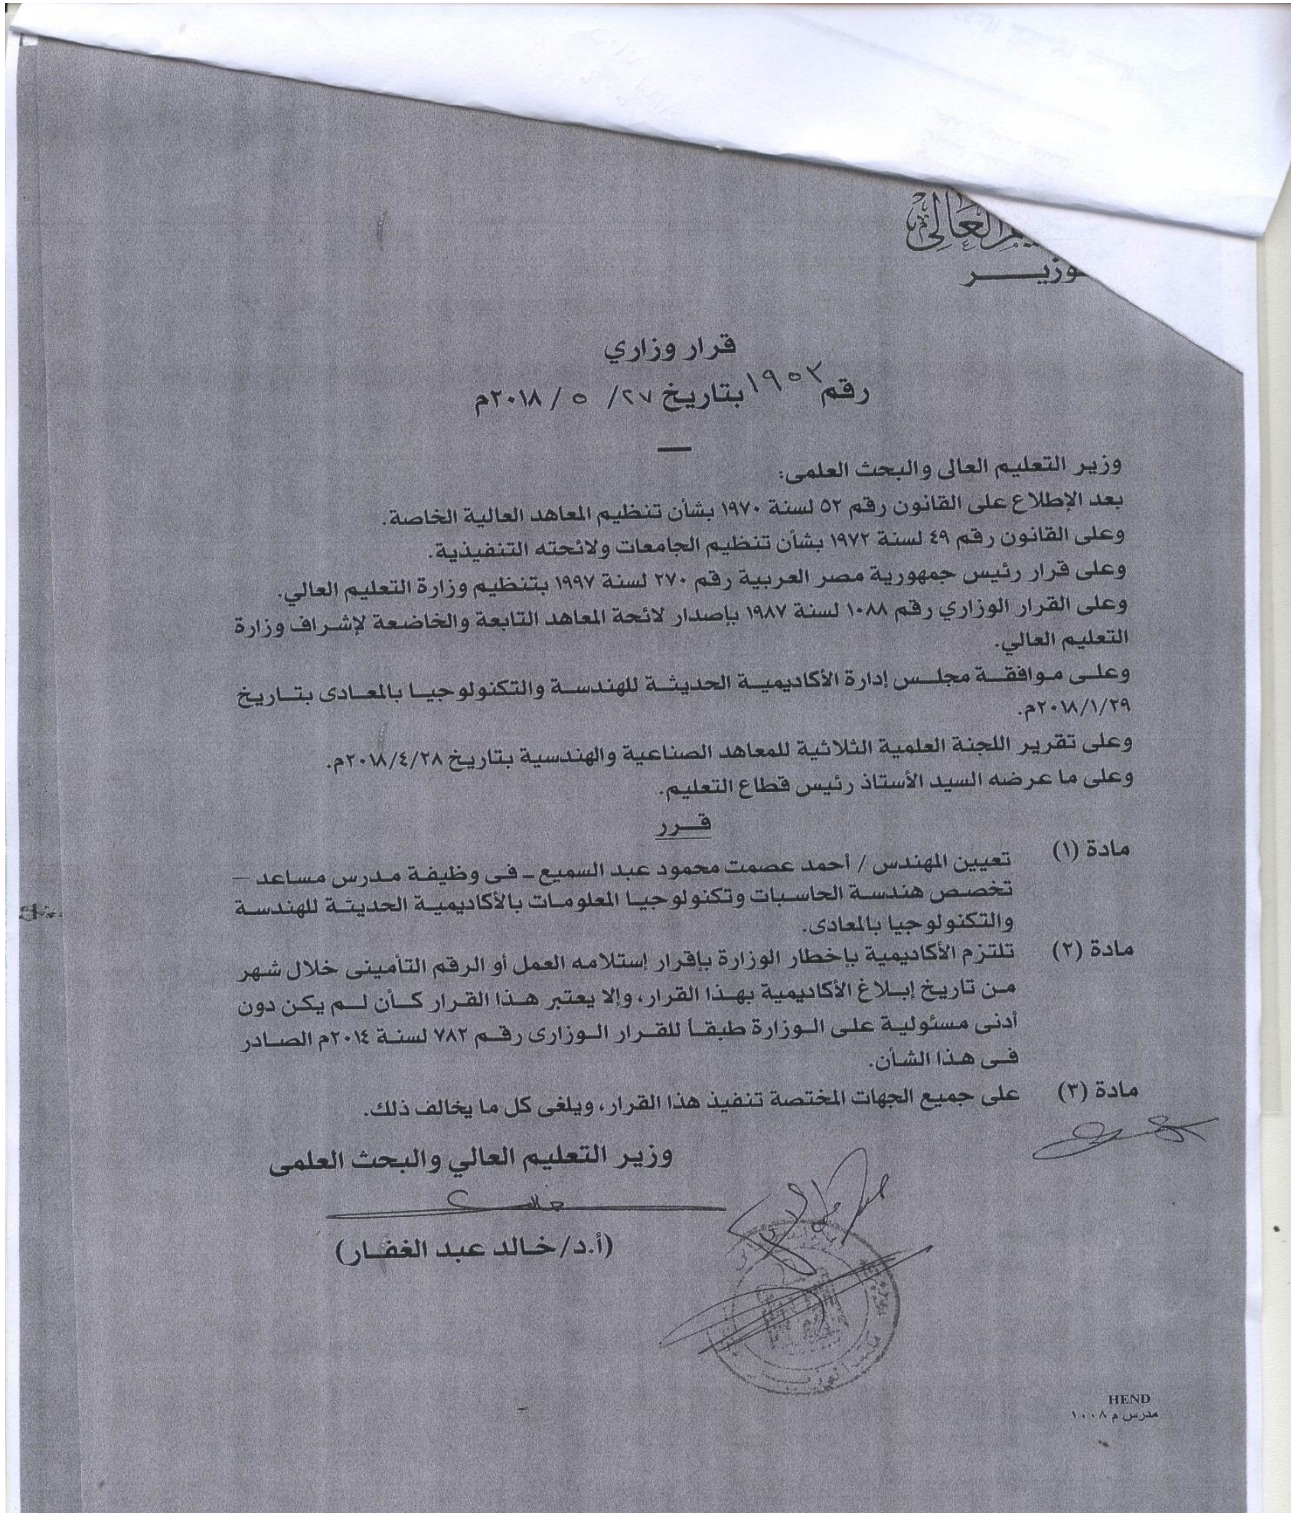 العالى
وزيـــــر
قرار وزاري
رقم ١٩٥٣ بتاريخ ٢٧/ ٥ /٢٠١٨م
وزير التعليم العالى والبحث العلمى:
بعد الإطلاع على القانون رقم ٥٢ لسنة ١٩٧٠ بشأن تنظيم المعاهد العالية الخاصة.
وعلى القانون رقم ٤٩ لسنة ١٩٧٢ بشأن تنظيم الجامعات ولائحته التنفيذية.
وعلى قرار رئيس جمهورية مصر العربية رقم ٢٧٠ لسنة ١٩٩٧ بتنظيم وزارة التعليم العالي.
وعلى القرار الوزاري رقم ١٠٨٨ لسنة ١٩٨٧ بإصدار لائحة المعاهد التابعة والخاضعة لإشراف وزارة
التعليم العالي.
وعلى موافقة مجلس إدارة الأكاديمية الحديثة للهندسة والتكنولوجيا بالمعادى بتاريخ
٢٠١٨/١/٢٩م.
وعلى تقرير اللجنة العلمية الثلاثية للمعاهد الصناعية والهندسية بتاريخ ٢٠١٨/٤/٢٨م.
وعلى ما عرضه السيد الأستاذ رئيس قطاع التعليم.
قــرر
مادة (١) تعيين المهندس / أحمد عصمت محمود عبد السميع ـ فى وظيفة مدرس مساعد –
تخصص هندسة الحاسبات وتكنولوجيا المعلومات بالأكاديمية الحديثة للهندسة
والتكنولوجيا بالمعادى.
مادة (٢) تلتزم الأكاديمية بإخطار الوزارة بإقرار إستلامه العمل أو الرقم التأمينى خلال شهر
من تاريخ إبلاغ الأكاديمية بهذا القرار، وإلا يعتبر هذا القرار كأن لم يكن دون
أدنى مسئولية على الوزارة طبقاً للقرار الوزارى رقم ٧٨٢ لسنة ٢٠١٤م الصادر
فى هذا الشأن.
مادة (٣) على جميع الجهات المختصة تنفيذ هذا القرار، ويلغى كل ما يخالف ذلك.
وزير التعليم العالي والبحث العلمى
(أ.د/خالد عبد الغفار)
HEND
مدرس م ١٠٠٨